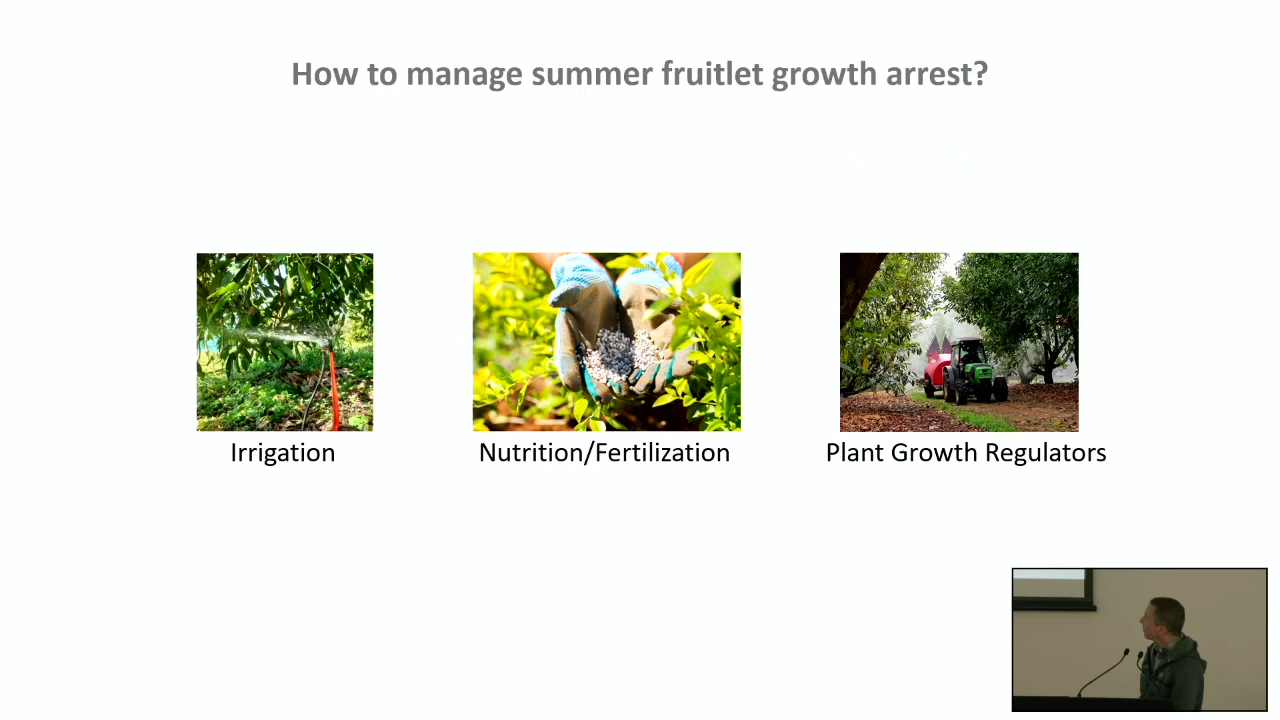 How to manage summer fruitlet growth arrest?
Irrigation
Nutrition/Fertilization
Plant Growth Regulators